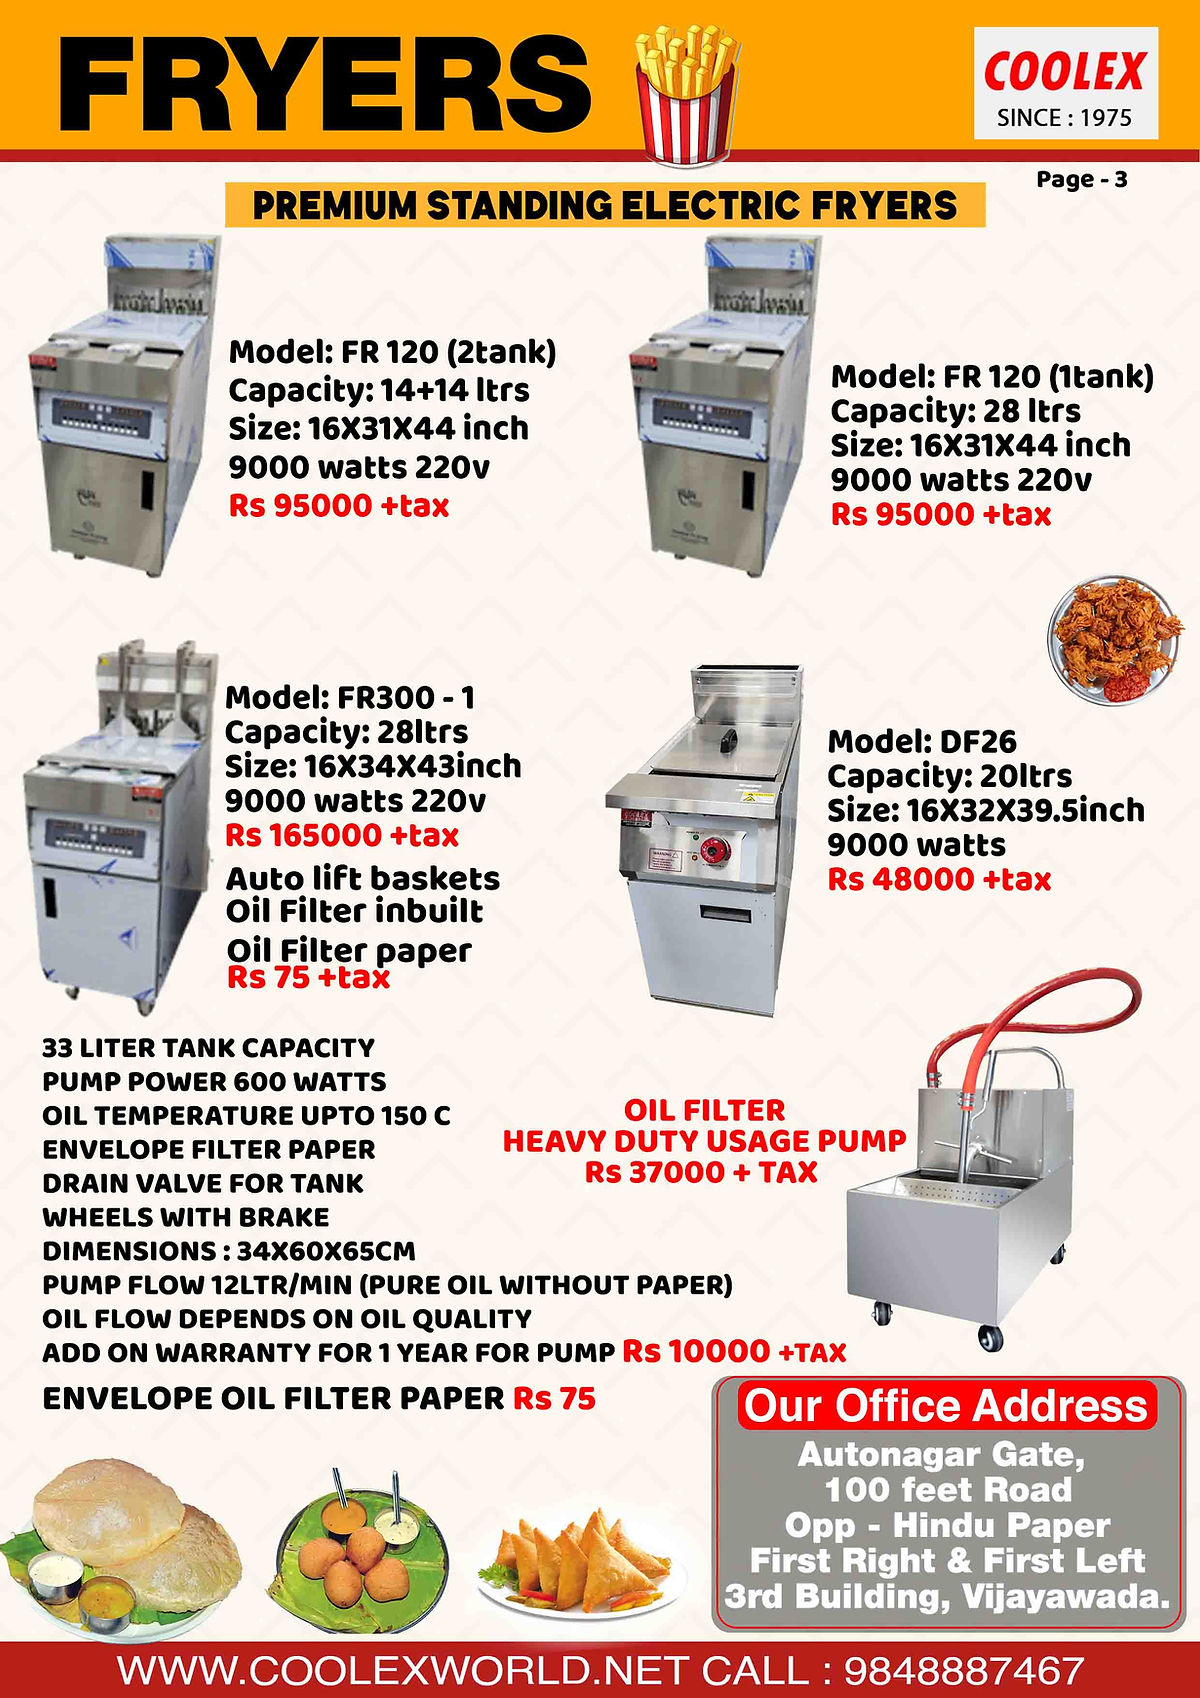 FRYERS
COOLEX
SINCE : 1975
Page - 3
PREMIUM STANDING ELECTRIC FRYERS
Model: FR 120 (2tank)
Capacity: 14+14 ltrs
Size: 16X31X44 inch
9000 watts 220v
Rs 95000 +tax
Model: FR 120 (1tank)
Capacity: 28 ltrs
Size: 16X31X44 inch
9000 watts 220v
Rs 95000 +tax
Model: FR300 - 1
Capacity: 28ltrs
Size: 16X34X43inch
9000 watts 220v
Rs 165000 +tax
Auto lift baskets
Oil Filter inbuilt
Oil Filter paper
Rs 75 +tax
Model: DF26
Capacity: 20ltrs
Size: 16X32X39.5inch
9000 watts
Rs 48000 +tax
33 LITER TANK CAPACITY
PUMP POWER 600 WATTS
OIL TEMPERATURE UPTO 150 C
ENVELOPE FILTER PAPER
DRAIN VALVE FOR TANK
WHEELS WITH BRAKE
DIMENSIONS : 34X60X65CM
PUMP FLOW 12LTR/MIN (PURE OIL WITHOUT PAPER)
OIL FLOW DEPENDS ON OIL QUALITY
ADD ON WARRANTY FOR 1 YEAR FOR PUMP Rs 10000 +TAX
ENVELOPE OIL FILTER PAPER Rs 75
OIL FILTER
HEAVY DUTY USAGE PUMP
Rs 37000 + TAX
Our Office Address
Autonagar Gate,
100 feet Road
Opp - Hindu Paper
First Right & First Left
3rd Building, Vijayawada.
WWW.COOLEXWORLD.NET CALL : 9848887467